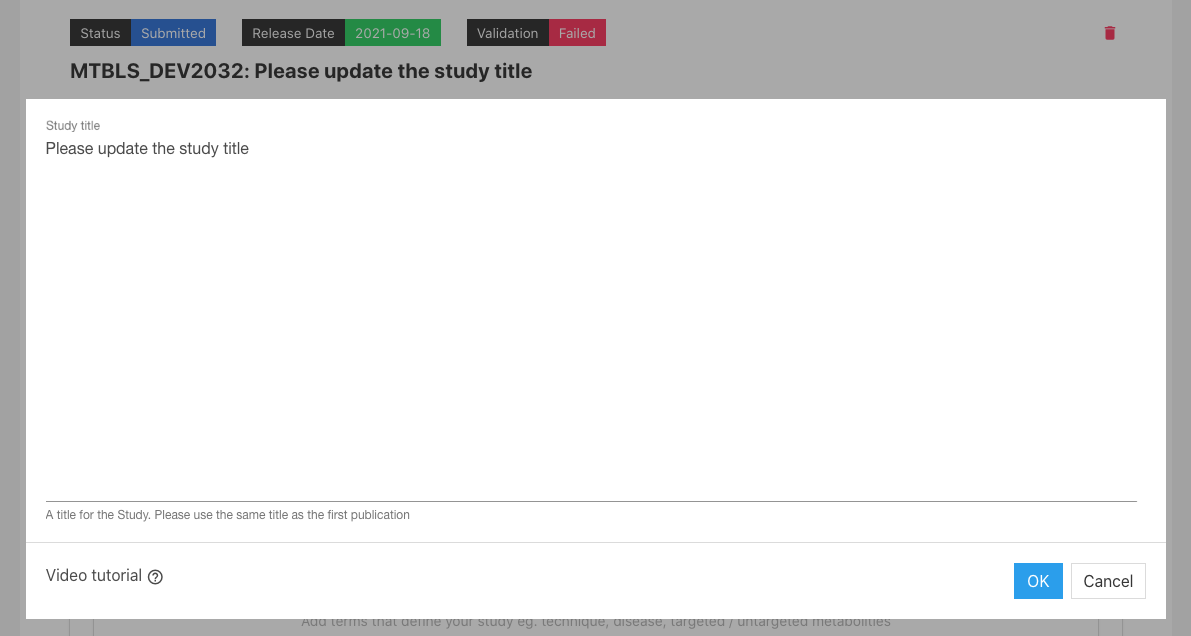 Status Submitted Release Date 2021-09-18 Validation Failed
MTBLS_DEV2032: Please update the study title
Study title
Please update the study title
A title for the Study. Please use the same title as the first publication
Video tutorial ?
OK Cancel
Add terms that define your study eg. technique, disease, targeted / untargeted metabolites